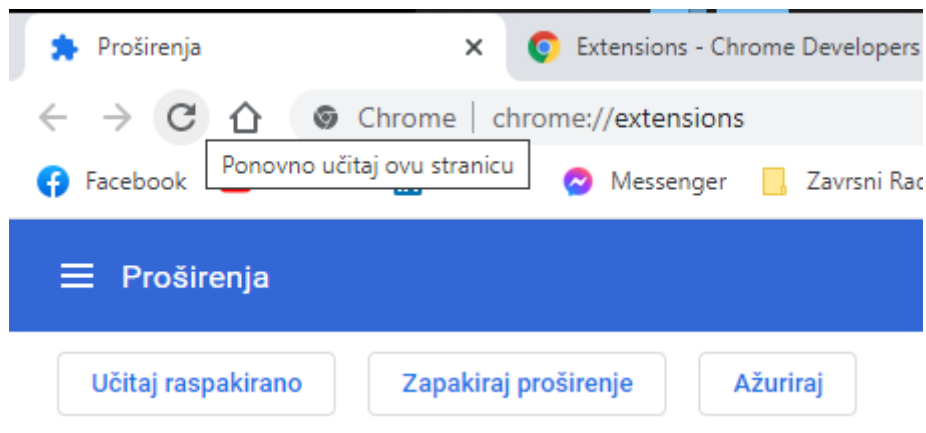 Proširenja Extensions - Chrome Developers
Chrome | chrome://extensions
Ponovno učitaj ovu stranicu
Facebook Messenger Zavrsni Rad
Proširenja
Učitaj raspakirano Zapakiraj proširenje Ažuriraj